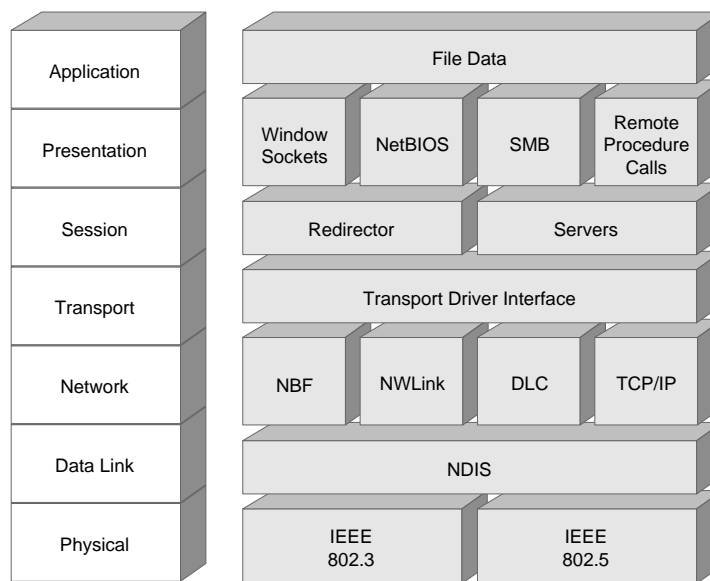 Application
File Data
Presentation
Window
Sockets
NetBIOS
SMB
Remote
Procedure
Calls
Session
Redirector
Servers
Transport
Transport Driver Interface
Network
NBF
NWLink
DLC
TCP/IP
Data Link
NDIS
Physical
IEEE
802.3
IEEE
802.5